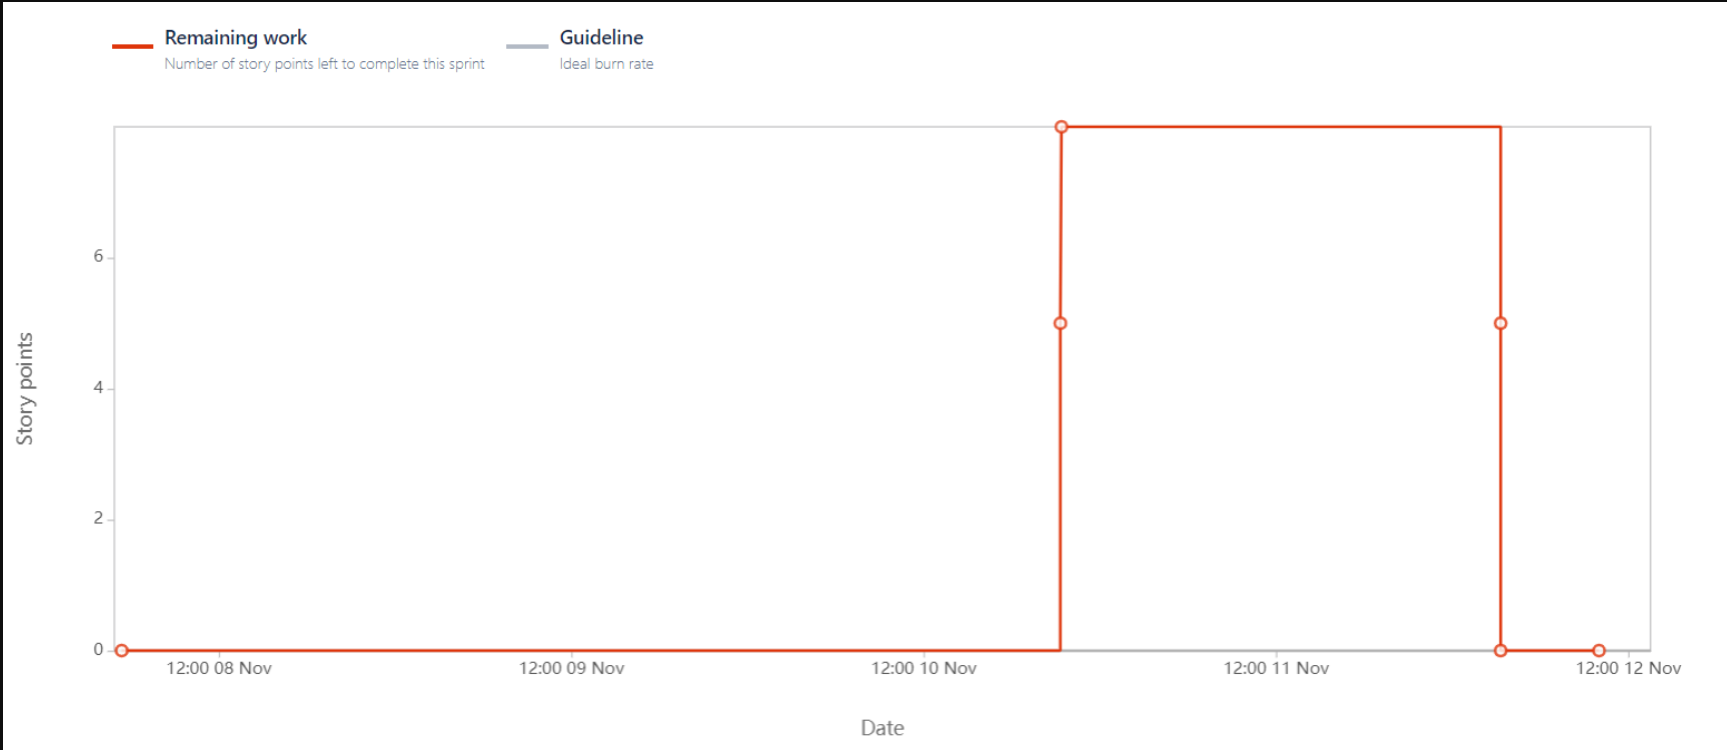 Remaining work
Number of story points left to complete this sprint
Guideline
Ideal burn rate
Story points
6
4
2
0
12:00 08 Nov
12:00 09 Nov
12:00 10 Nov
12:00 11 Nov
12:00 12 Nov
Date